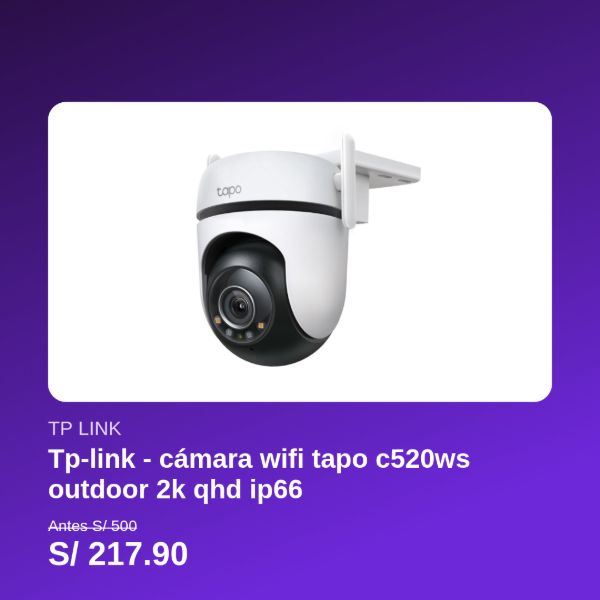 tapo
TP LINK
Tp-link - cámara wifi tapo c520ws
outdoor 2k qhd ip66
Antes S/ 500
S/ 217.90